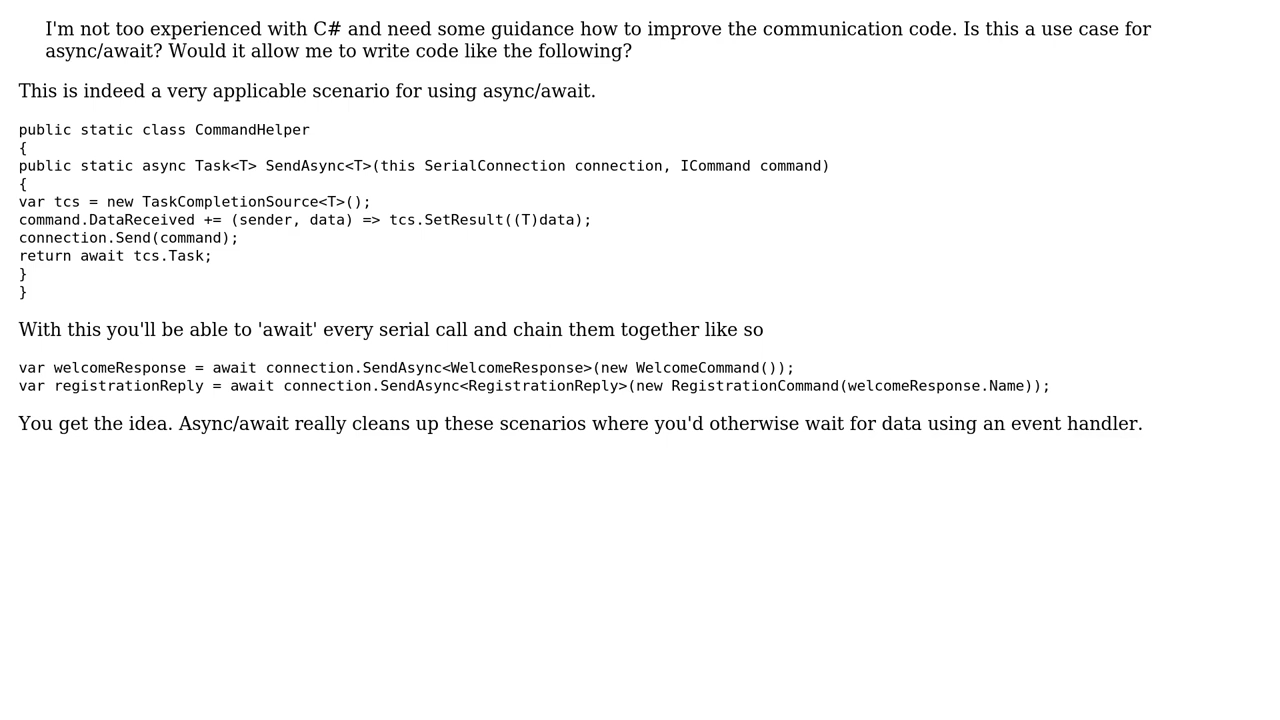 I'm not too experienced with C# and need some guidance how to improve the communication code. Is this a use case for
async/await? Would it allow me to write code like the following?
This is indeed a very applicable scenario for using async/await.
public static class CommandHelper
{
public static async Task<T> SendAsync<T>(this SerialConnection connection, ICommand command)
{
var tcs = new TaskCompletionSource<T>();
command.DataReceived += (sender, data) => tcs.SetResult((T)data);
connection.Send(command);
return await tcs.Task;
}
}
With this you'll be able to 'await' every serial call and chain them together like so
var welcomeResponse = await connection.SendAsync<WelcomeResponse>(new WelcomeCommand());
var registrationReply = await connection.SendAsync<RegistrationReply>(new RegistrationCommand(welcomeResponse.Name));
You get the idea. Async/await really cleans up these scenarios where you'd otherwise wait for data using an event handler.